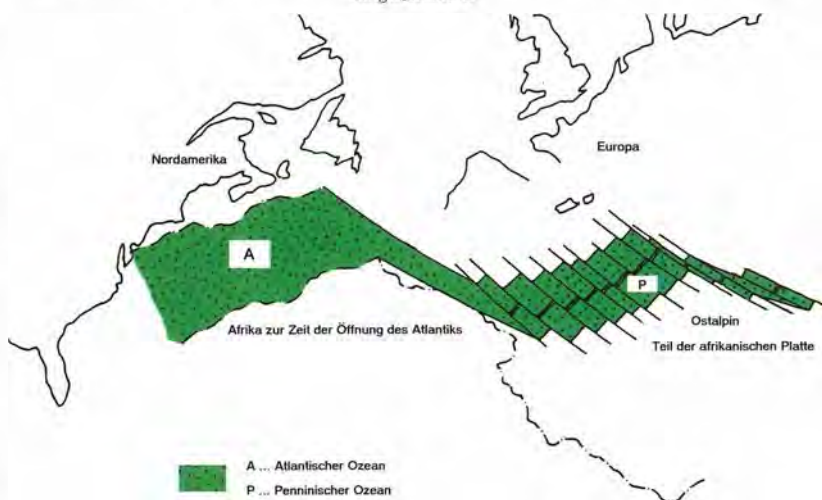 Nordamerika
Europa
A
P
Ostalpin
Afrika zur Zeit der Öffnung des Atlantiks
Teil der afrikanischen Platte
A ... Atlantischer Ozean
P ... Penninischer Ozean